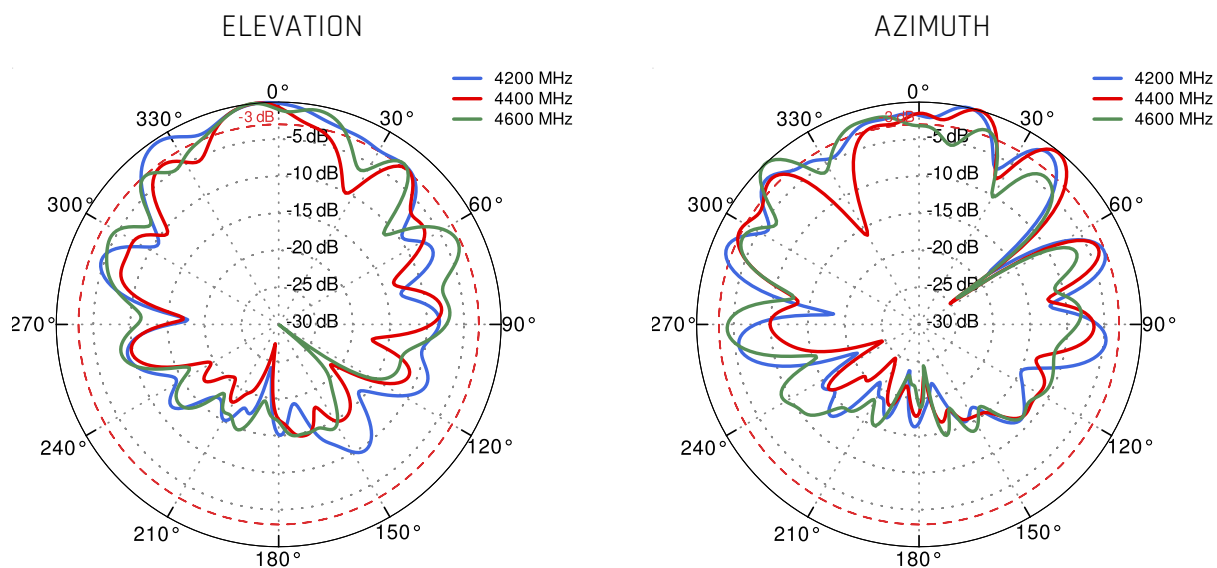 ELEVATION
4200 MHz
4400 MHz
4600 MHz
0°
30°
60°
90°
120°
150°
180°
210°
240°
270°
300°
330°
-3 dB
-5 dB
-10 dB
-15 dB
-20 dB
-25 dB
-30 dB
AZIMUTH
4200 MHz
4400 MHz
4600 MHz
0°
30°
60°
90°
120°
150°
180°
210°
240°
270°
300°
330°
-3 dB
-5 dB
-10 dB
-15 dB
-20 dB
-25 dB
-30 dB